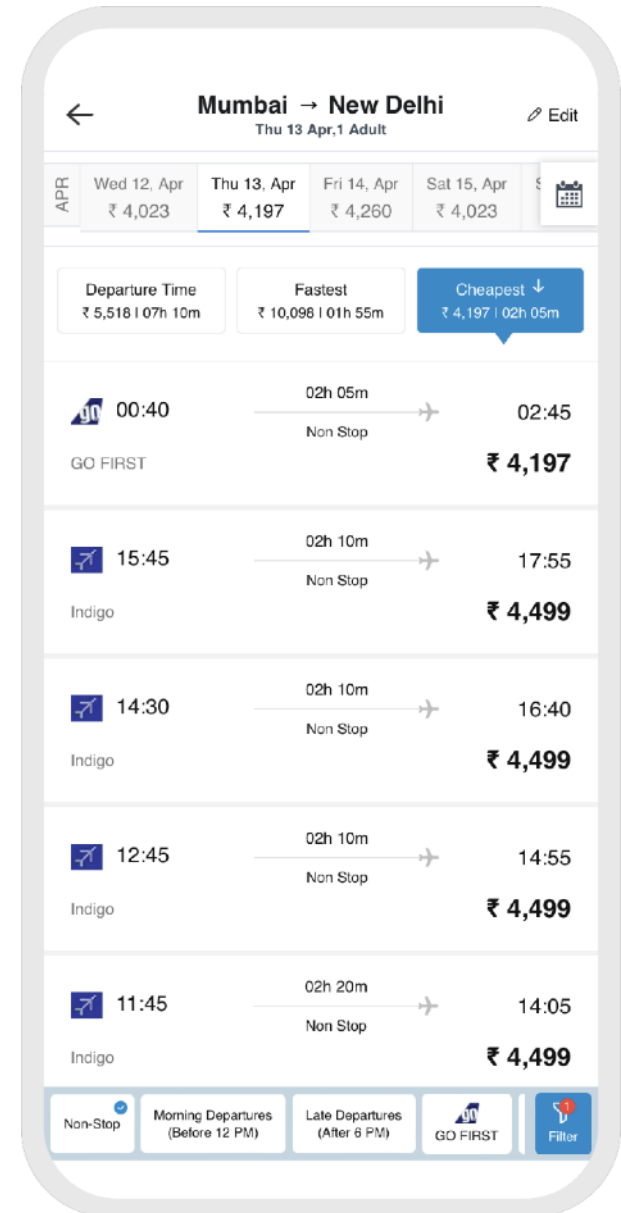 Mumbai → New Delhi
Edit
Thu 13 Apr,1 Adult
APR
Wed 12, Apr
₹ 4,023
Thu 13, Apr
₹ 4,197
Fri 14, Apr
₹ 4,260
Sat 15, Apr
₹ 4,023
S
Departure Time
₹ 5,518 | 07h 10m
Fastest
₹ 10,098 | 01h 55m
Cheapest ↓
₹ 4,197 | 02h 05m
go 00:40
02h 05m
Non Stop
02:45
GO FIRST
₹ 4,197
15:45
02h 10m
Non Stop
17:55
Indigo
₹ 4,499
14:30
02h 10m
Non Stop
16:40
Indigo
₹ 4,499
12:45
02h 10m
Non Stop
14:55
Indigo
₹ 4,499
11:45
02h 20m
Non Stop
14:05
Indigo
₹ 4,499
Non-Stop
Morning Departures
(Before 12 PM)
Late Departures
(After 6 PM)
go
GO FIRST
1
Filter